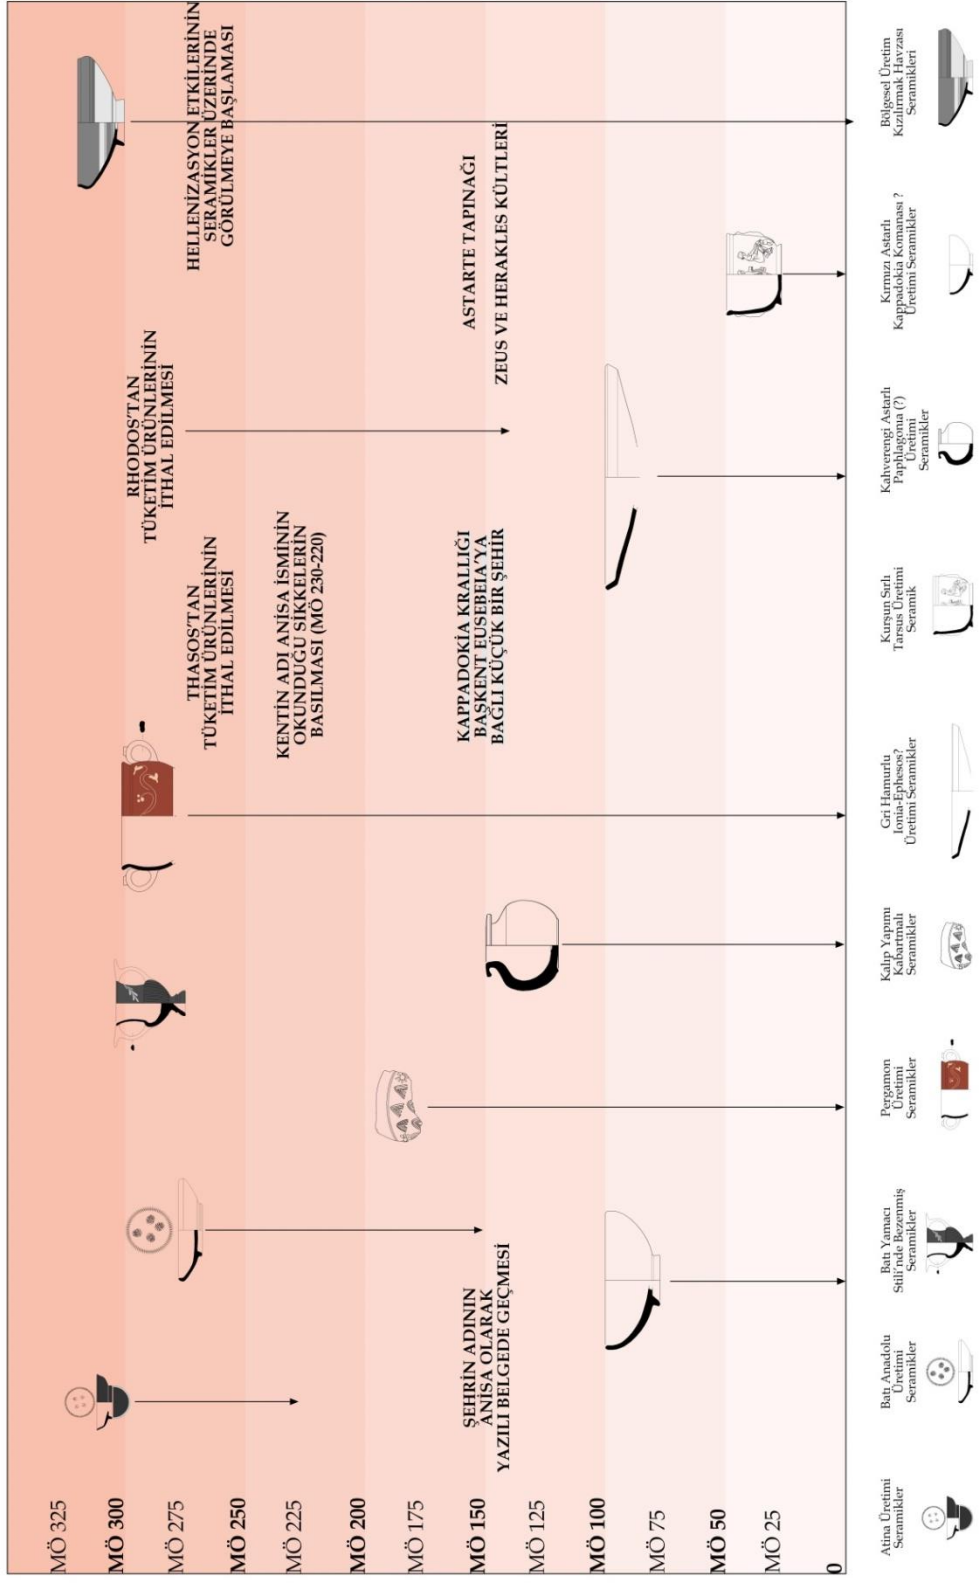 MÖ 325
MÖ 300
MÖ 275
MÖ 250
MÖ 225
MÖ 200
MÖ 175
MÖ 150
MÖ 125
MÖ 100
MÖ 75
MÖ 50
MÖ 25
0
HELLENİZASYON ETKİLERİNİN
SERAMİKLER ÜZERİNDE
GÖRÜLMEYE BAŞLAMASI
RHODOS'TAN
TÜKETİM ÜRÜNLERİNİN
İTHAL EDİLMESİ
THASOS'TAN
TÜKETİM ÜRÜNLERİNİN
İTHAL EDİLMESİ
KENTİN ADI ANİSA İSMİNİN
OKUNDUĞU SİKKELERİN
BASILMASI (MÖ 230-220)
ŞEHRİN ADININ
ANİSA OLARAK
YAZILI BELGEDE GEÇMESİ
KAPPADOKİA KRALLIĞI
BAŞKENT EUSEBEIA'YA
BAĞLI KÜÇÜK BİR ŞEHİR
ASTARTE TAPINAĞI
ZEUS VE HERAKLES KÜLTLERİ
Atina Üretimi
Seramikler
Batı Anadolu
Üretimi
Seramikler
Batı Yamacı
Stili'nde Bezenmiş
Seramikler
Pergamon
Üretimi
Seramikler
Kalıp Yapımı
Kabartmalı
Seramikler
Gri Hamurlu
Ionia-Ephesos?
Üretimi Seramikler
Kurşun Sırlı
Tarsus Üretimi
Seramik
Kahverengi Astarlı
Paphlagonia (?)
Üretimi
Seramikler
Kırmızı Astarlı
Kappadokia Komanası ?
Üretimi Seramikler
Bölgesel Üretim
Kızılırmak Havzası
Seramikleri